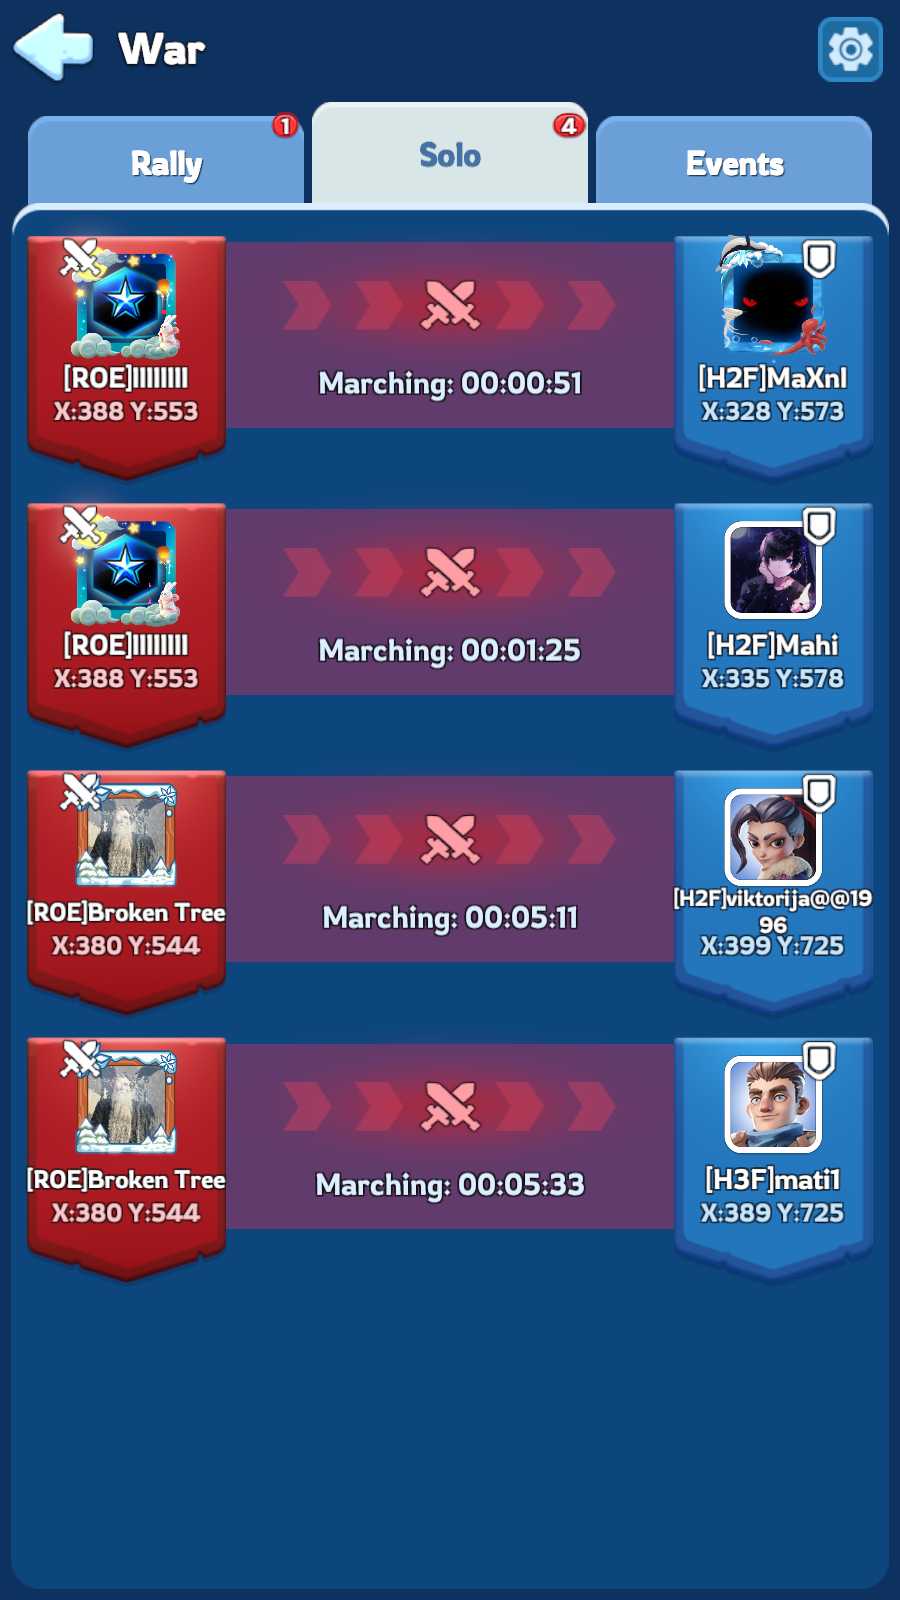 War
Rally
1
Solo
4
Events
[ROE]llllllll
X:388 Y:553
Marching: 00:00:51
[H2F]MaXnl
X:328 Y:573
[ROE]llllllll
X:388 Y:553
Marching: 00:01:25
[H2F]Mahi
X:335 Y:578
[ROE]Broken Tree
X:380 Y:544
Marching: 00:05:11
[H2F]viktorija@@19
96
X:399 Y:725
[ROE]Broken Tree
X:380 Y:544
Marching: 00:05:33
[H3F]mati1
X:389 Y:725